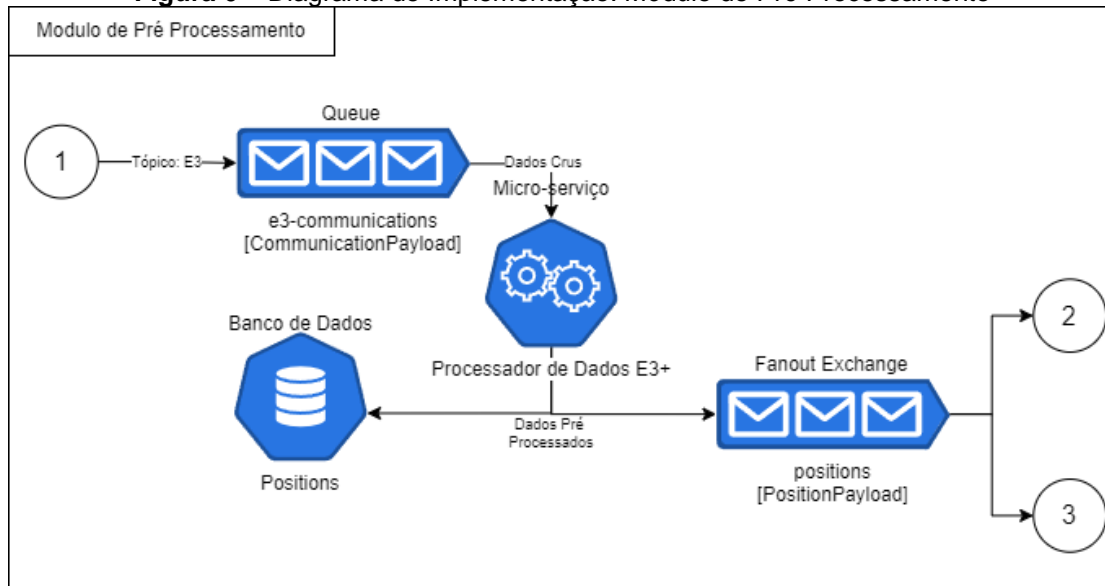 Modulo de Pré Processamento
Queue
1
Tópico: E3
Dados Crus
Micro-serviço
e3-communications
[CommunicationPayload]
Banco de Dados
Processador de Dados E3+
Fanout Exchange
2
Dados Pré
Processados
Positions
positions
[PositionPayload]
3